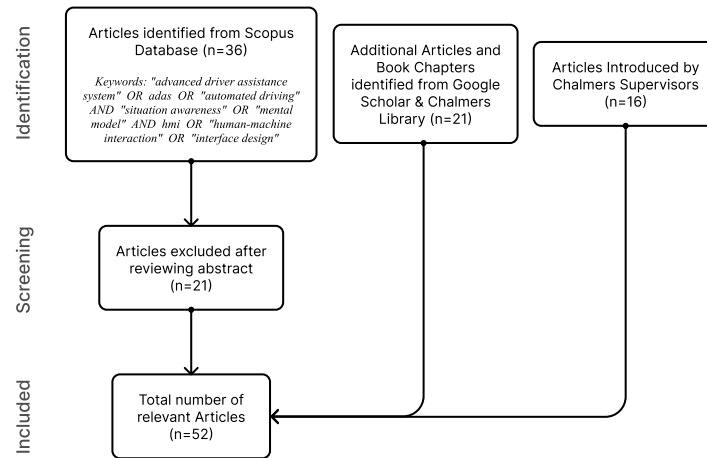 Identification
Articles identified from Scopus
Database (n=36)
Keywords: "advanced driver assistance
system" OR adas OR "automated driving"
AND "situation awareness" OR "mental
model" AND hmi OR "human-machine
interaction" OR "interface design"
Additional Articles and
Book Chapters
identified from Google
Scholar & Chalmers
Library (n=21)
Articles Introduced by
Chalmers Supervisors
(n=16)
Screening
Articles excluded after
reviewing abstract
(n=21)
Included
Total number of
relevant Articles
(n=52)